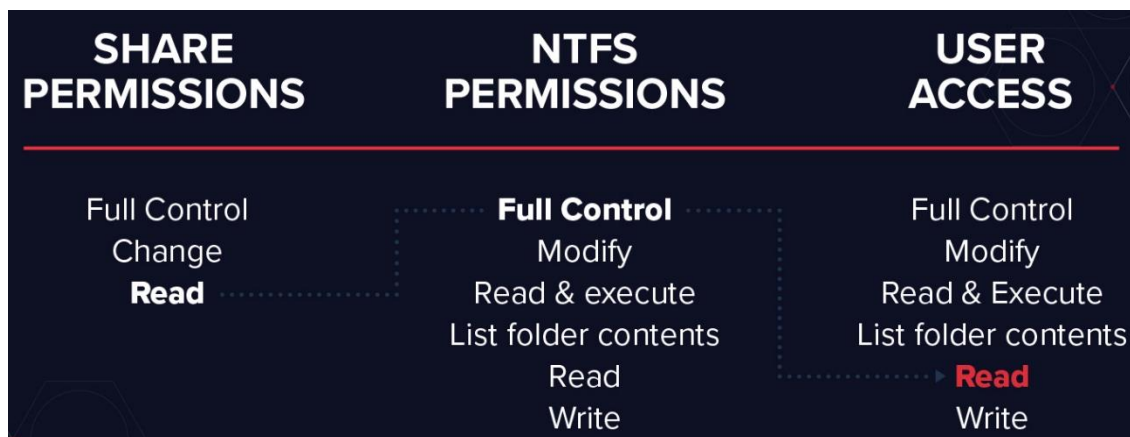 SHARE
PERMISSIONS
NTFS
PERMISSIONS
USER
ACCESS
Full Control
Change
Read
Full Control
Modify
Read & execute
List folder contents
Read
Write
Full Control
Modify
Read & Execute
List folder contents
Read
Write